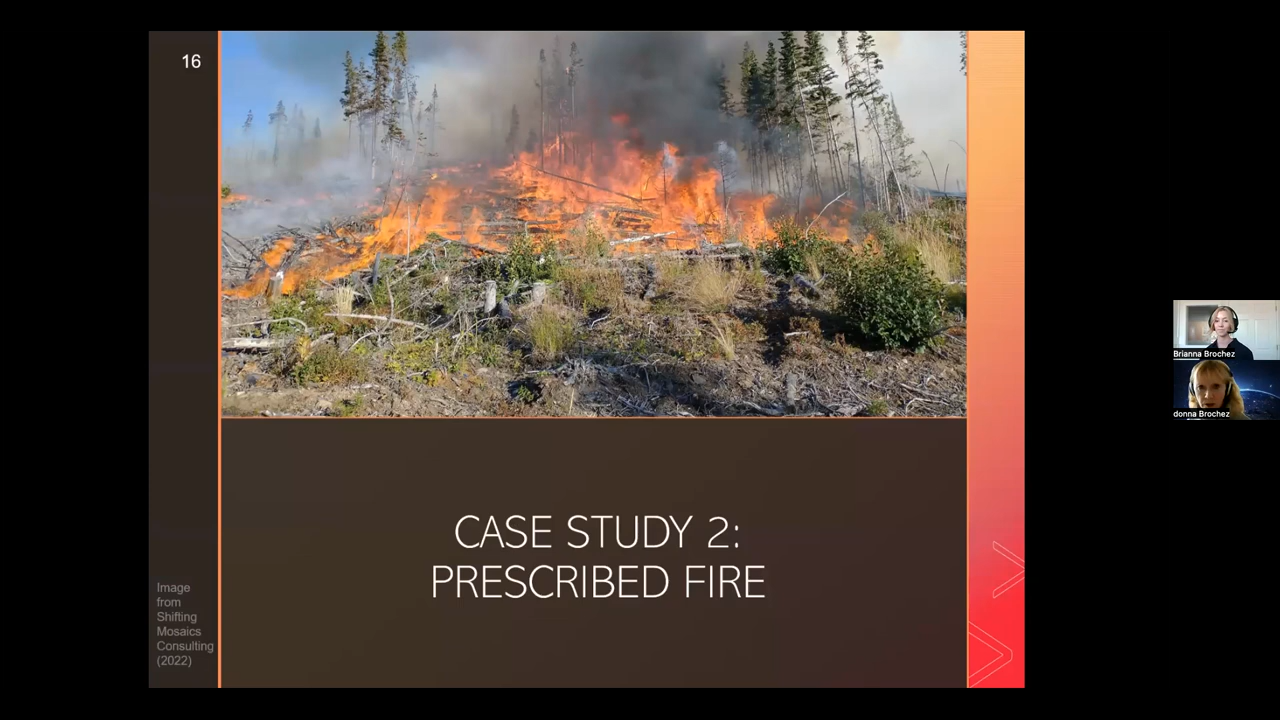 16
CASE STUDY 2:
PRESCRIBED FIRE
Image
from
Shifting
Mosaics
Consulting
(2022)
Brianna Brochez
donna Brochez